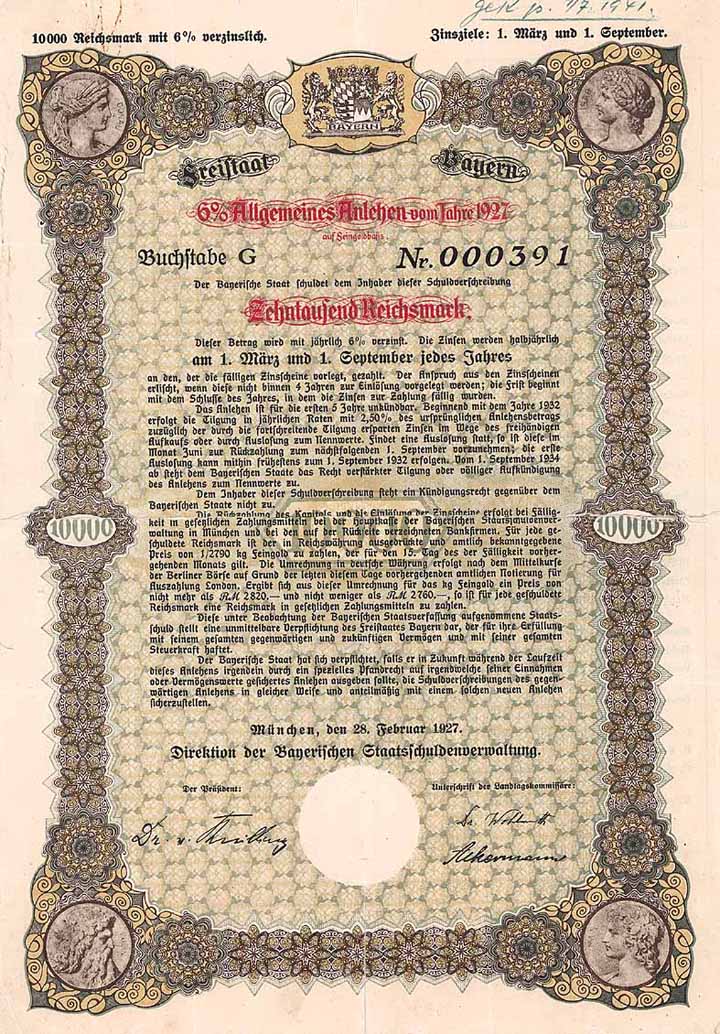 gek p. 1/7. 1941.
10000 Reichsmark mit 6% verzinslich.
Zinsziele: 1. März und 1. September.
BAYERN
Freistaat Bayern
6% Allgemeines Anlehen vom Jahre 1927
auf Feingoldbasis.
Buchstabe G Nr. 000391
Der Bayerische Staat schuldet dem Inhaber dieser Schuldverschreibung
Zehntausend Reichsmark.
Dieser Betrag wird mit jährlich 6% verzinst. Die Zinsen werden halbjährlich
am 1. März und 1. September jedes Jahres
an den, der die fälligen Zinsscheine vorlegt, gezahlt. Der Anspruch aus den Zinsscheinen
erlischt, wenn diese nicht binnen 4 Jahren zur Einlösung vorgelegt werden; die Frist beginnt
mit dem Schlusse des Jahres, in dem die Zinsen zur Zahlung fällig wurden.
Das Anlehen ist für die ersten 5 Jahre unkündbar. Beginnend mit dem Jahre 1932
erfolgt die Tilgung in jährlichen Raten mit 2,50% des ursprünglichen Anlehensbetrags
zuzüglich der durch die fortschreitende Tilgung ersparten Zinsen im Wege des freihändigen
Aufkaufs oder durch Auslosung zum Nennwerte. Findet eine Auslosung statt, so ist diese im
Monat Juni zur Rückzahlung zum nächstfolgenden 1. September vorzunehmen; die erste
Auslosung kann mithin frühestens zum 1. September 1932 erfolgen. Vom 1. September 1934
ab steht dem Bayerischen Staate das Recht verstärkter Tilgung oder völliger Aufkündigung
des Anlehens zum Nennwerte zu.
Dem Inhaber dieser Schuldverschreibung steht ein Kündigungsrecht gegenüber dem
Bayerischen Staate nicht zu.
Die Rückzahlung des Kapitals und die Einlösung der Zinsscheine erfolgt bei Fällig-
keit in gesetzlichen Zahlungsmitteln bei der Hauptkasse der Bayerischen Staatsschuldenver-
waltung in München und bei den auf der Rückseite verzeichneten Bankfirmen. Für jede ge-
schuldete Reichsmark ist der in Reichswährung ausgedrückte und amtlich bekanntgegebene
Preis von 1/2790 kg Feingold zu zahlen, der für den 15. Tag des der Fälligkeit vorher-
gehenden Monats gilt. Die Umrechnung in deutsche Währung erfolgt nach dem Mittelkurse
der Berliner Börse auf Grund der letzten diesem Tage vorhergehenden amtlichen Notierung für
Auszahlung London. Ergibt sich aus dieser Umrechnung für das kg Feingold ein Preis von
nicht mehr als RM 2820,— und nicht weniger als RM 2760,—, so ist für jede geschuldete
Reichsmark eine Reichsmark in gesetzlichen Zahlungsmitteln zu zahlen.
Diese unter Beobachtung der Bayerischen Staatsverfassung aufgenommene Staats-
schuld stellt eine unmittelbare Verpflichtung des Freistaates Bayern dar, der für ihre Erfüllung
mit seinem gesamten gegenwärtigen und zukünftigen Vermögen und mit seiner gesamten
Steuerkraft haftet.
Der Bayerische Staat hat sich verpflichtet, falls er in Zukunft während der Laufzeit
dieses Anlehens irgendein durch ein spezielles Pfandrecht auf irgendwelche seiner Einnahmen
oder Vermögenswerte gesichertes Anlehen ausgeben sollte, die Schuldverschreibungen des gegen-
wärtigen Anlehens in gleicher Weise und anteilmäßig mit einem solchen neuen Anlehen
sicherzustellen.
10000 10000
München, den 28. Februar 1927.
Direktion der Bayerischen Staatsschuldenverwaltung.
Der Präsident:
Unterschrift der Landtagskommissäre:
Dr. v.
Dr. Wohlmuth
Ackermann